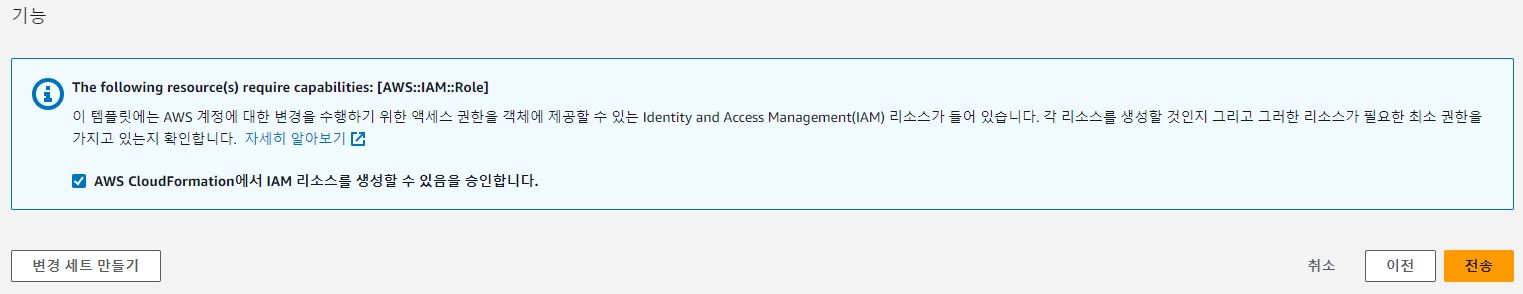 기능
The following resource(s) require capabilities: [AWS::IAM::Role]
이 템플릿에는 AWS 계정에 대한 변경을 수행하기 위한 액세스 권한을 객체에 제공할 수 있는 Identity and Access Management(IAM) 리소스가 들어 있습니다. 각 리소스를 생성할 것인지 그리고 그러한 리소스가 필요한 최소 권한을
가지고 있는지 확인합니다. 자세히 알아보기
AWS CloudFormation에서 IAM 리소스를 생성할 수 있음을 승인합니다.
변경 세트 만들기 취소 이전 전송